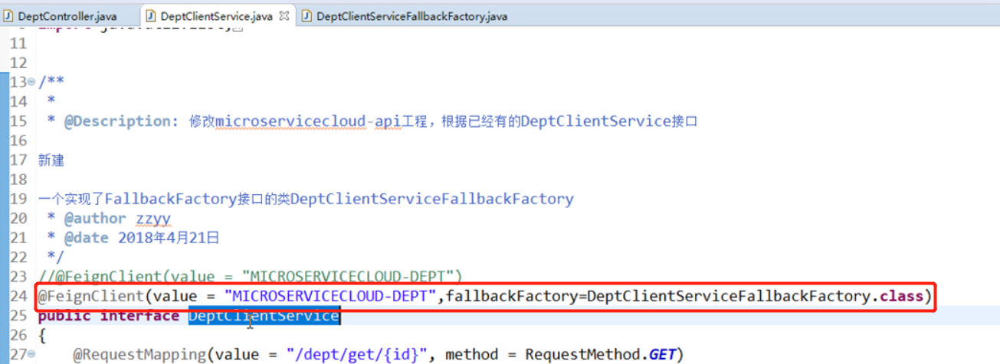 DeptController.java DeptClientService.java DeptClientServiceFallbackFactory.java
11
12
13 /**
14 *
15 * @Description: 修改microservicecloud-api工程，根据已经有的DeptClientService接口
16
17 新建
18
19 一个实现了FallbackFactory接口的类DeptClientServiceFallbackFactory
20 * @author zzyy
21 * @date 2018年4月21日
22 */
23 //@FeignClient(value = "MICROSERVICECLOUD-DEPT")
24 @FeignClient(value = "MICROSERVICECLOUD-DEPT",fallbackFactory=DeptClientServiceFallbackFactory.class)
25 public interface DeptClientService
26 {
27 @RequestMapping(value = "/dept/get/{id}", method = RequestMethod.GET)